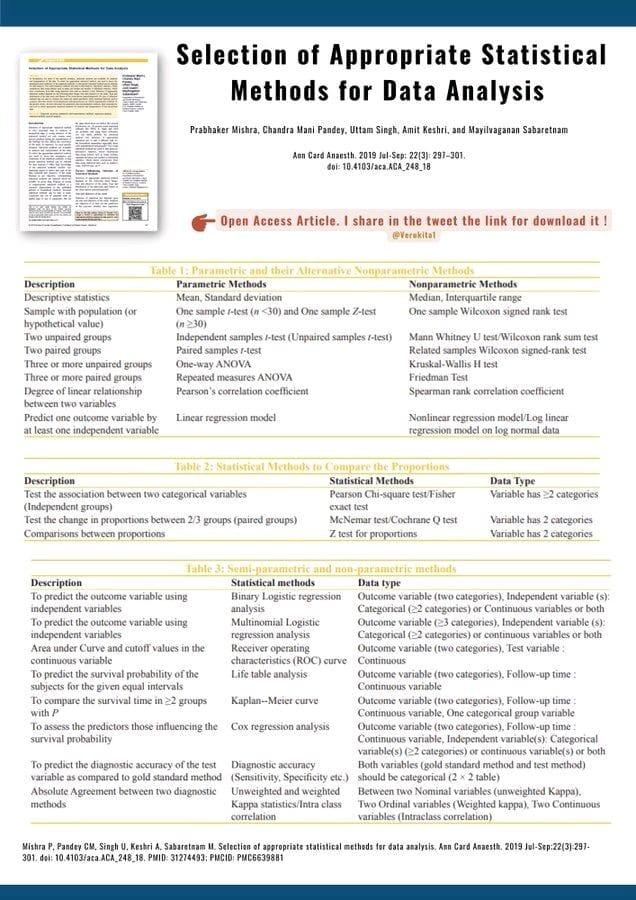 Selection of Appropriate Statistical
Methods for Data Analysis
Prabhaker Mishra, Chandra Mani Pandey, Uttam Singh, Amit Keshri, and Mayilvaganan Sabaretnam
Ann Card Anaesth. 2019 Jul-Sep: 22(3): 297–301.
doi: 10.4103/aca.ACA_248_18
Open Access Article. I share in the tweet the link for download it !
@Verokita1
Table 1: Parametric and their Alternative Nonparametric Methods
Description Parametric Methods Nonparametric Methods
Descriptive statistics Mean, Standard deviation Median, Interquartile range
Sample with population (or One sample t-test (n <30) and One sample Z-test One sample Wilcoxon signed rank test
hypothetical value) (n ≥30)
Two unpaired groups Independent samples t-test (Unpaired samples t-test) Mann Whitney U test/Wilcoxon rank sum test
Two paired groups Paired samples t-test Related samples Wilcoxon signed-rank test
Three or more unpaired groups One-way ANOVA Kruskal-Wallis H test
Three or more paired groups Repeated measures ANOVA Friedman Test
Degree of linear relationship Pearson's correlation coefficient Spearman rank correlation coefficient
between two variables
Predict one outcome variable by Linear regression model Nonlinear regression model/Log linear
at least one independent variable regression model on log normal data
Table 2: Statistical Methods to Compare the Proportions
Description Statistical Methods Data Type
Test the association between two categorical variables Pearson Chi-square test/Fisher Variable has ≥2 categories
(Independent groups) exact test
Test the change in proportions between 2/3 groups (paired groups) McNemar test/Cochrane Q test Variable has 2 categories
Comparisons between proportions Z test for proportions Variable has 2 categories
Table 3: Semi-parametric and non-parametric methods
Description Statistical methods Data type
To predict the outcome variable using Binary Logistic regression Outcome variable (two categories), Independent variable (s):
independent variables analysis Categorical (≥2 categories) or Continuous variables or both
To predict the outcome variable using Multinomial Logistic Outcome variable (≥3 categories), Independent variable (s):
independent variables regression analysis Categorical (≥2 categories) or continuous variables or both
Area under Curve and cutoff values in the Receiver operating Outcome variable (two categories), Test variable :
continuous variable characteristics (ROC) curve Continuous
To predict the survival probability of the Life table analysis Outcome variable (two categories), Follow-up time :
subjects for the given equal intervals Continuous variable
To compare the survival time in ≥2 groups Kaplan--Meier curve Outcome variable (two categories), Follow-up time :
with P Continuous variable, One categorical group variable
To assess the predictors those influencing the Cox regression analysis Outcome variable (two categories), Follow-up time :
survival probability Continuous variable, Independent variable(s): Categorical
variable(s) (≥2 categories) or continuous variable(s) or both
To predict the diagnostic accuracy of the test Diagnostic accuracy Both variables (gold standard method and test method)
variable as compared to gold standard method (Sensitivity, Specificity etc.) should be categorical (2 × 2 table)
Absolute Agreement between two diagnostic Unweighted and weighted Between two Nominal variables (unweighted Kappa),
methods Kappa statistics/Intra class Two Ordinal variables (Weighted kappa), Two Continuous
correlation variables (Intraclass correlation)
Mishra P, Pandey CM, Singh U, Keshri A, Sabaretnam M. Selection of appropriate statistical methods for data analysis. Ann Card Anaesth. 2019 Jul-Sep;22(3):297-
301. doi: 10.4103/aca.ACA_248_18. PMID: 31274493; PMCID: PMC6639881